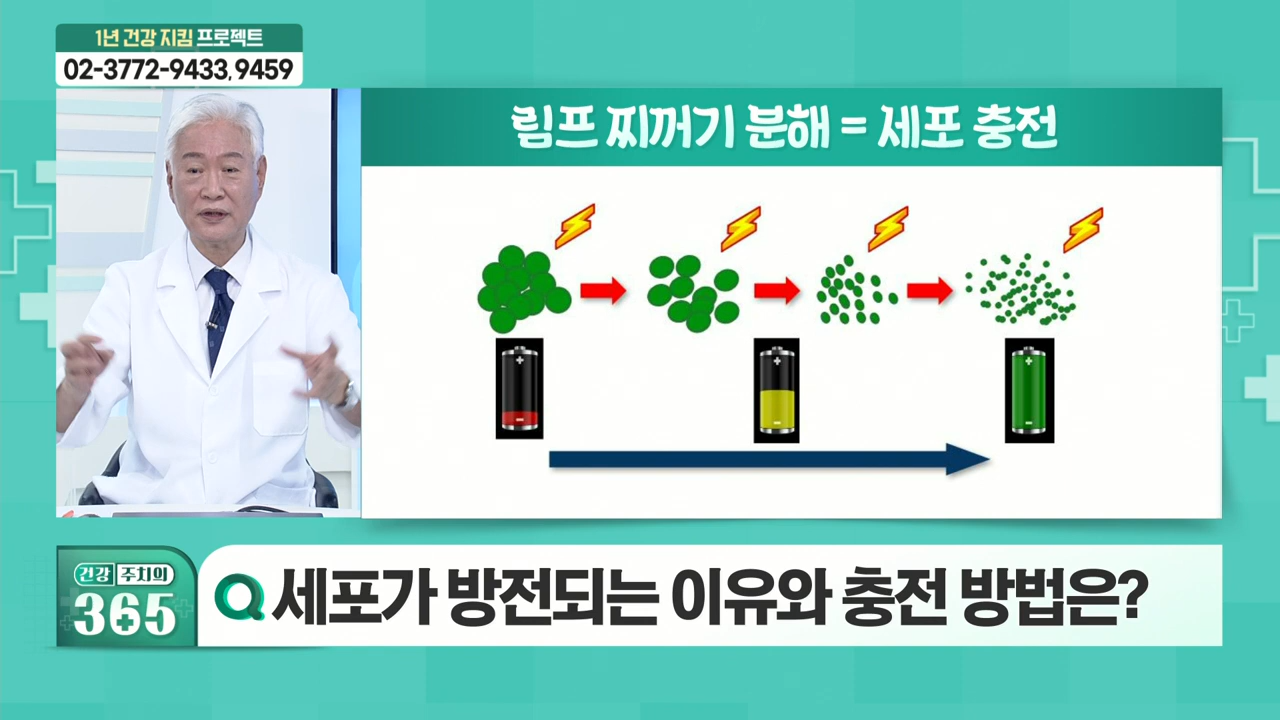 1년 건강 지킴 프로젝트
02-3772-9433, 9459
림프 찌꺼기 분해 = 세포 충전
건강 주치의
365
Q 세포가 방전되는 이유와 충전 방법은?